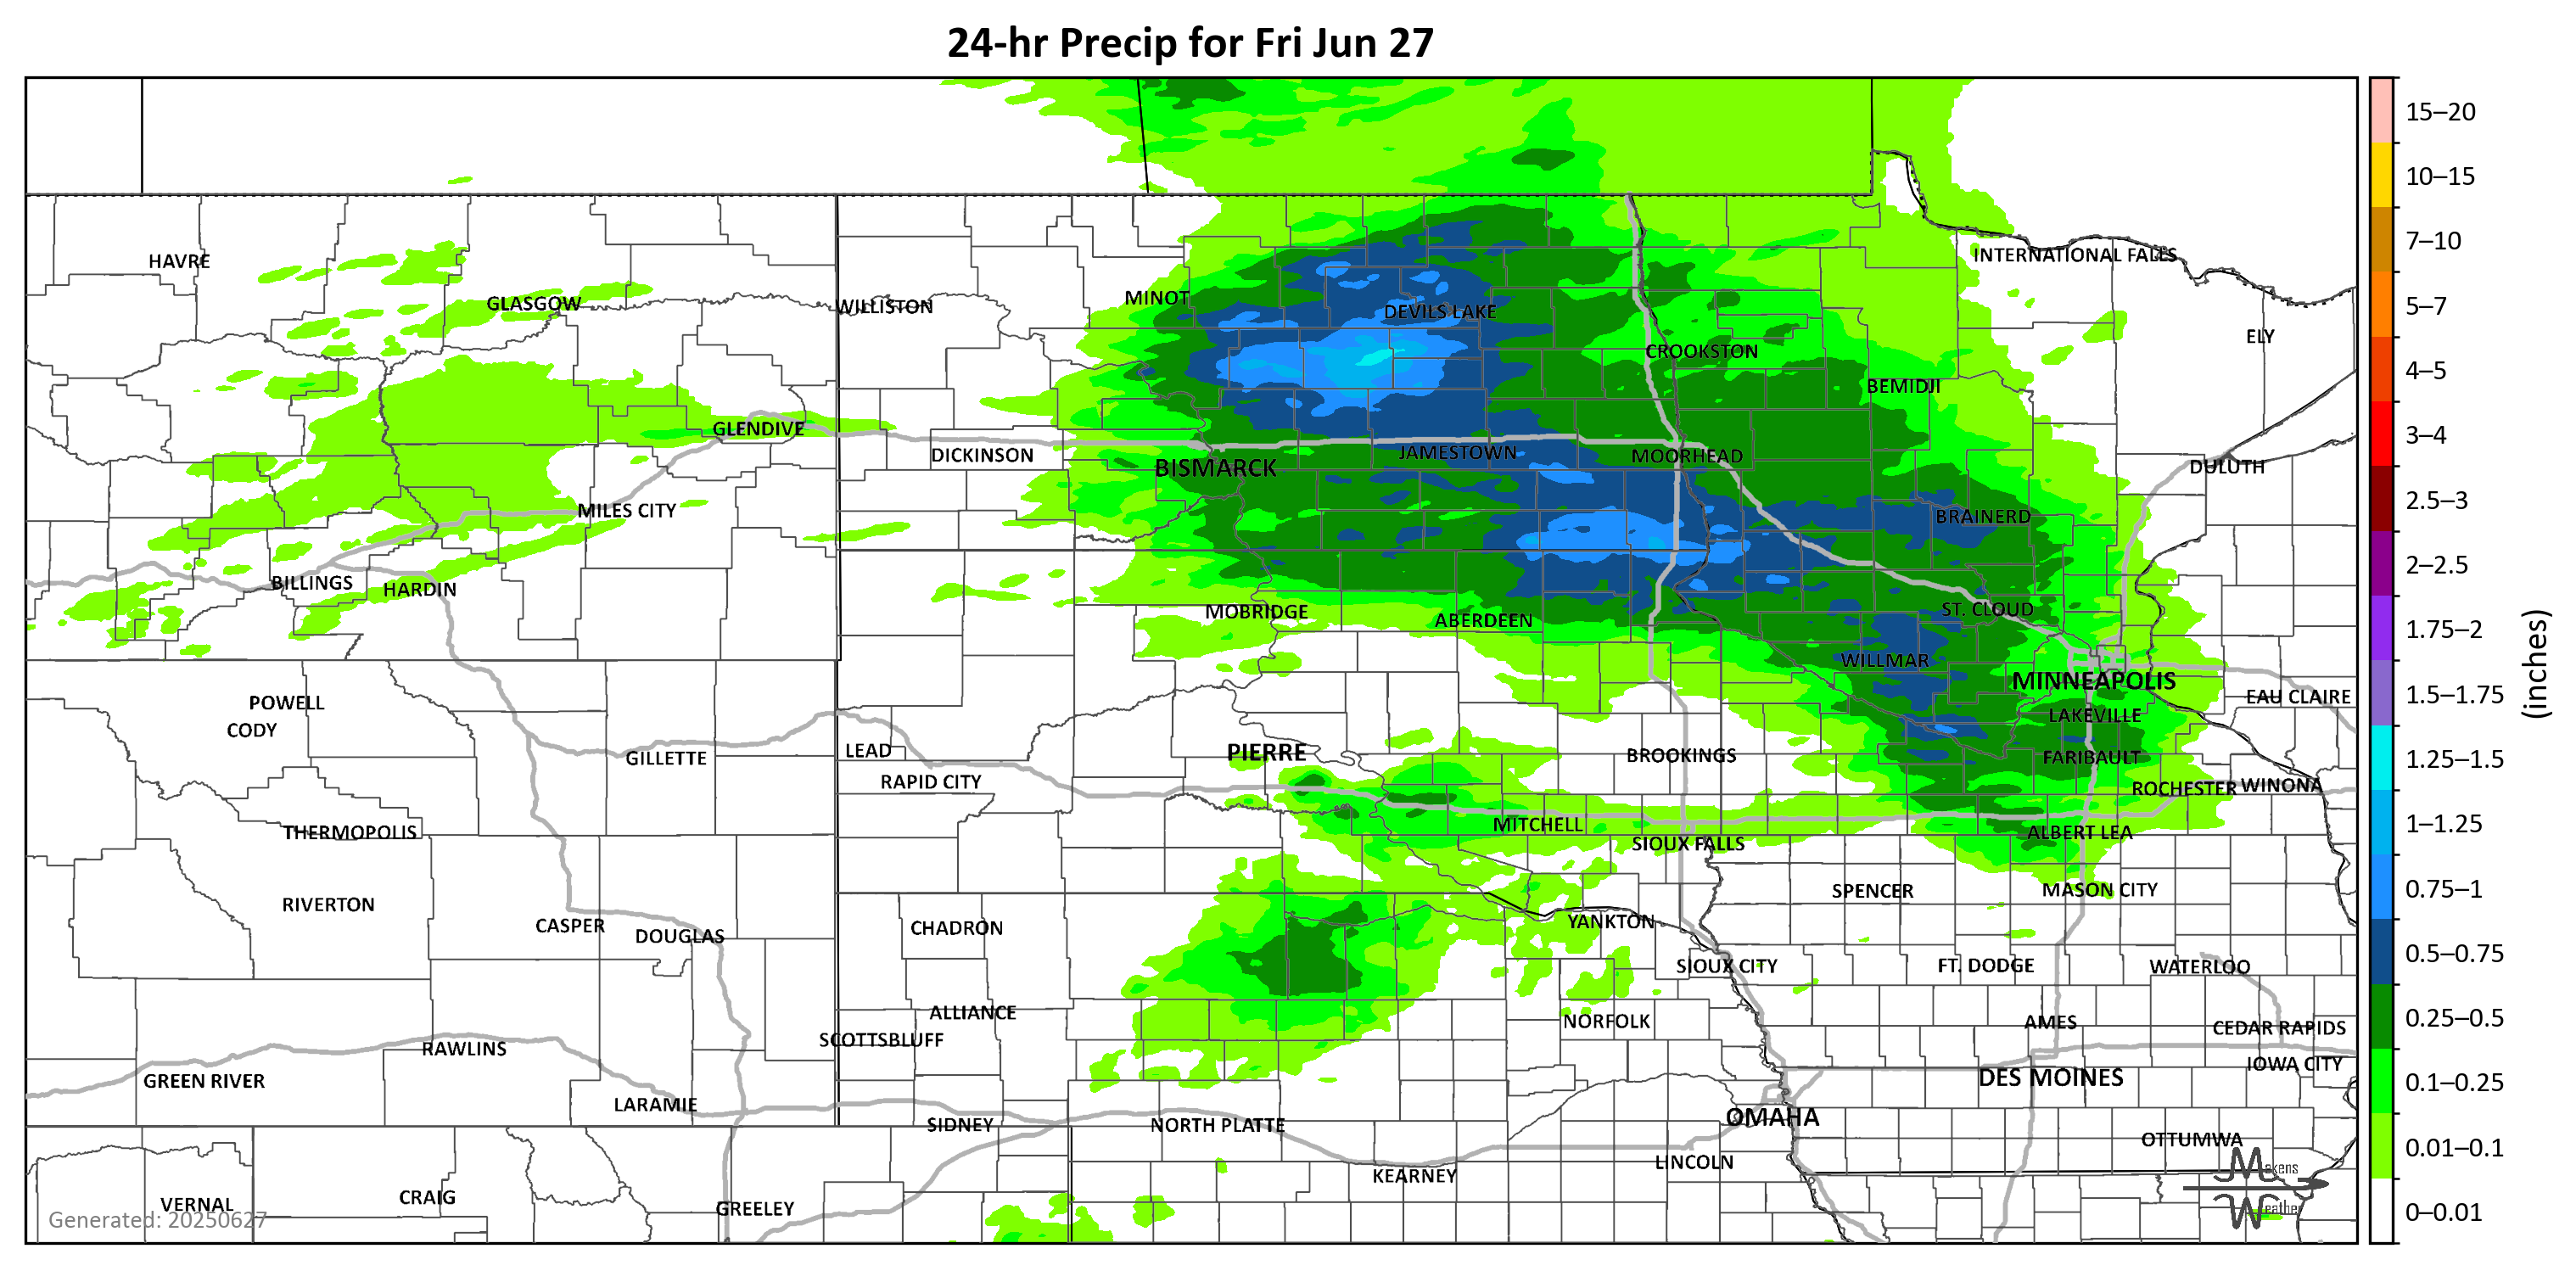 24-hr Precip for Fri Jun 27
15–20
10–15
INTERNATIONAL FALLS
7–10
HAVRE
MINOT
GLASGOW
WILLISTON
DEVILS LAKE
5–7
ELY
CROOKSTON
4–5
BEMIDJI
GLENDIVE
3–4
DICKINSON
JAMESTOWN
MOORHEAD
BISMARCK
DULUTH
2.5–3
MILES CITY
BRAINERD
2–2.5
BILLINGS
HARDIN
MOBRIDGE
ABERDEEN
ST. CLOUD
1.75–2
WILLMAR
(inches)
MINNEAPOLIS
EAU CLAIRE
1.5–1.75
POWELL
LAKEVILLE
CODY
GILLETTE
LEAD
PIERRE
BROOKINGS
FARIBAULT
1.25–1.5
RAPID CITY
ROCHESTER
WINONA
THERMOPOLIS
MITCHELL
ALBERT LEA
1–1.25
SIOUX FALLS
SPENCER
MASON CITY
0.75–1
RIVERTON
CASPER
DOUGLAS
CHADRON
YANKTON
0.5–0.75
SIOUX CITY
FT. DODGE
WATERLOO
ALLIANCE
NORFOLK
AMES
0.25–0.5
CEDAR RAPIDS
SCOTTSBLUFF
RAWLINS
IOWA CITY
GREEN RIVER
DES MOINES
0.1–0.25
LARAMIE
OMAHA
SIDNEY
NORTH PLATTE
OTTUMWA
0.01–0.1
LINCOLN
KEARNEY
Makens
VERNAL
CRAIG
GREELEY
Weather
Generated: 20250627
0–0.01